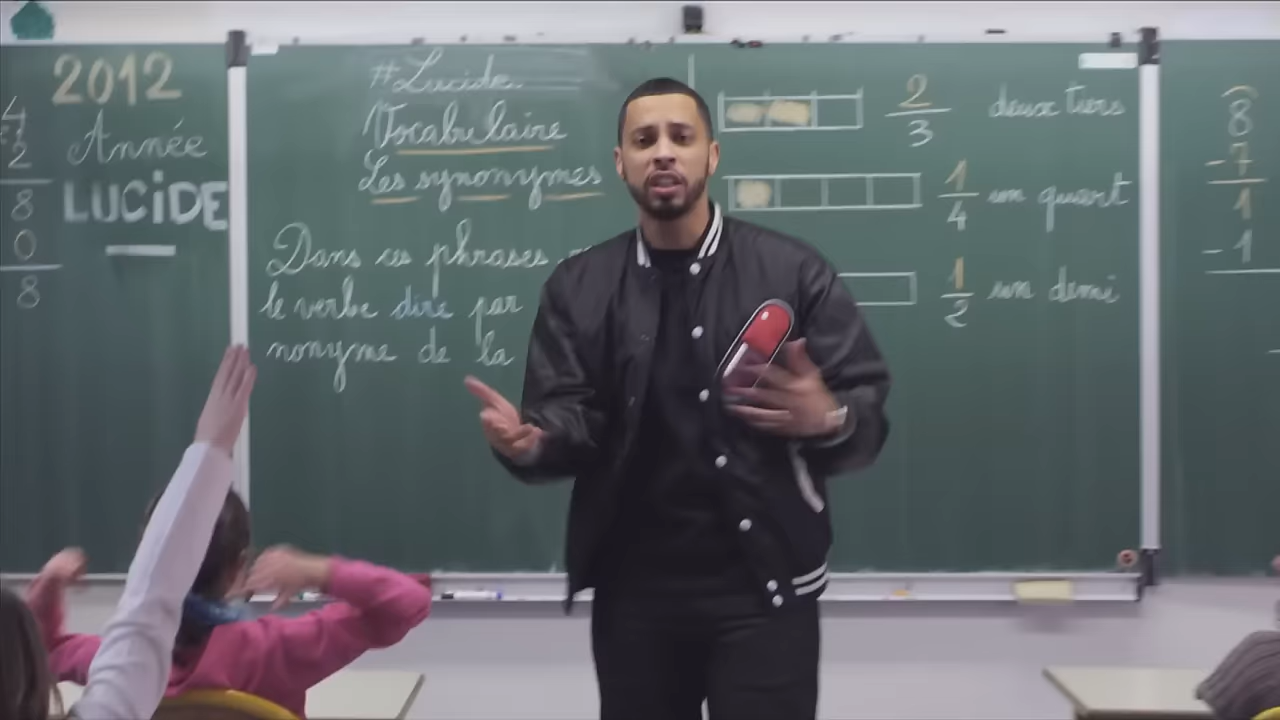 2012
Année
LUCiDE
4
2
8
0
8
#Lucide.
Vocabulaire
Les synonymes
Dans ces phrases
le verbe dire par
nonyme de la
2/3 deux tiers
1/4 un quart
1/2 un demi
8
-7
1
-1